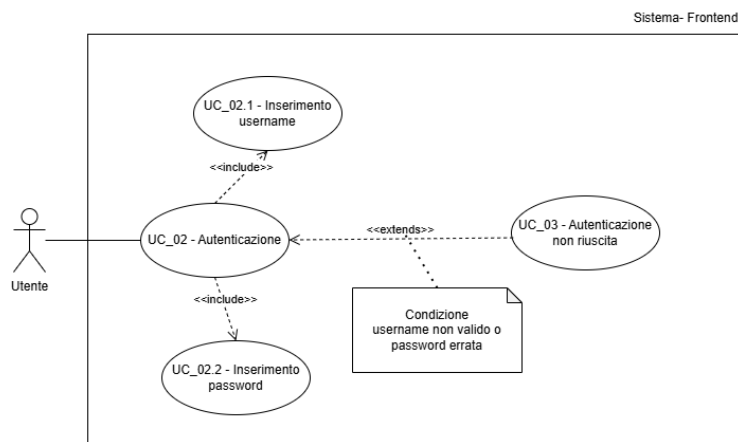 Sistema- Frontend
UC_02.1 - Inserimento
username
<<include>>
UC_02 - Autenticazione
<<extends>>
UC_03 - Autenticazione
non riuscita
Utente
<<include>>
Condizione
username non valido o
password errata
UC_02.2 - Inserimento
password